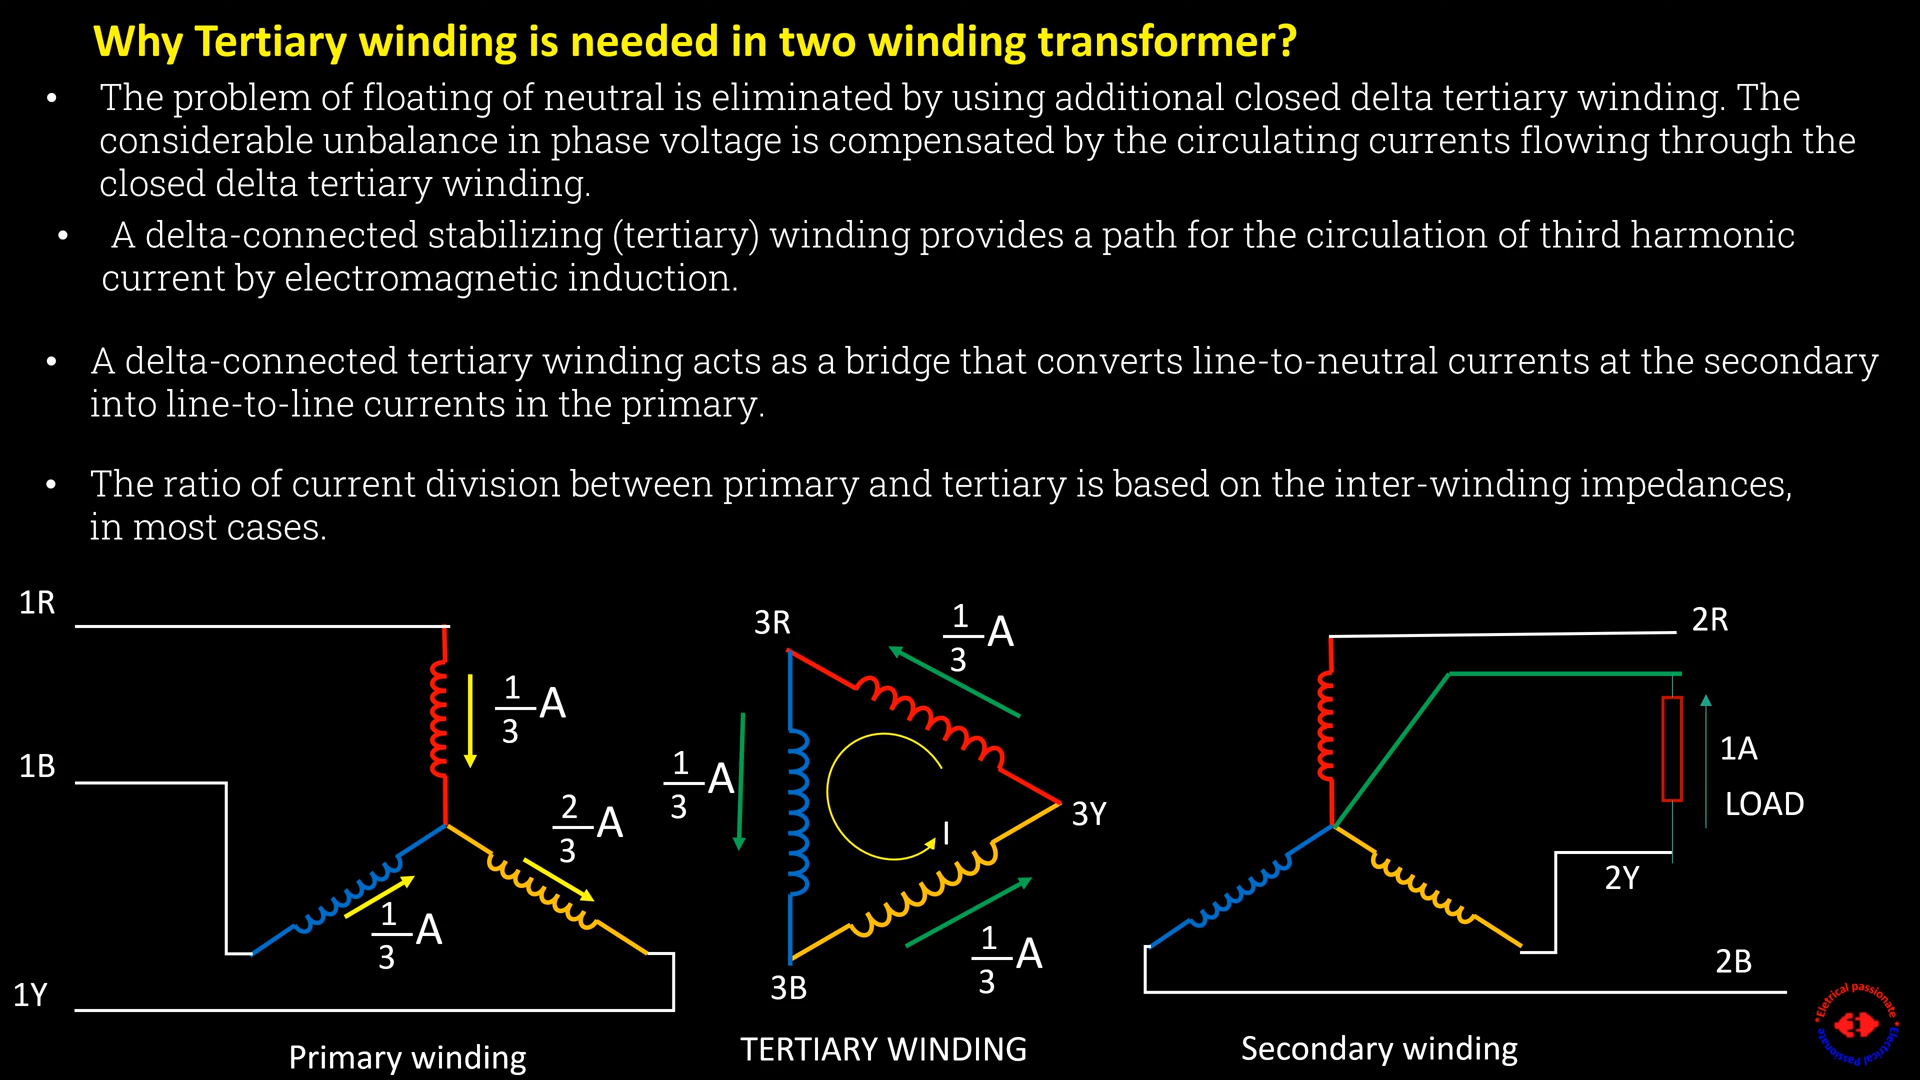 Why Tertiary winding is needed in two winding transformer?
• The problem of floating of neutral is eliminated by using additional closed delta tertiary winding. The
considerable unbalance in phase voltage is compensated by the circulating currents flowing through the
closed delta tertiary winding.
• A delta-connected stabilizing (tertiary) winding provides a path for the circulation of third harmonic
current by electromagnetic induction.
• A delta-connected tertiary winding acts as a bridge that converts line-to-neutral currents at the secondary
into line-to-line currents in the primary.
• The ratio of current division between primary and tertiary is based on the inter-winding impedances,
in most cases.
1R
1B
1Y
1/3 A
2/3 A
1/3 A
Primary winding
3R
1/3 A
1/3 A
3Y
I
1/3 A
3B
TERTIARY WINDING
2R
1A
LOAD
2Y
2B
Secondary winding
*Eletrical passionate*
Electrical Passionate